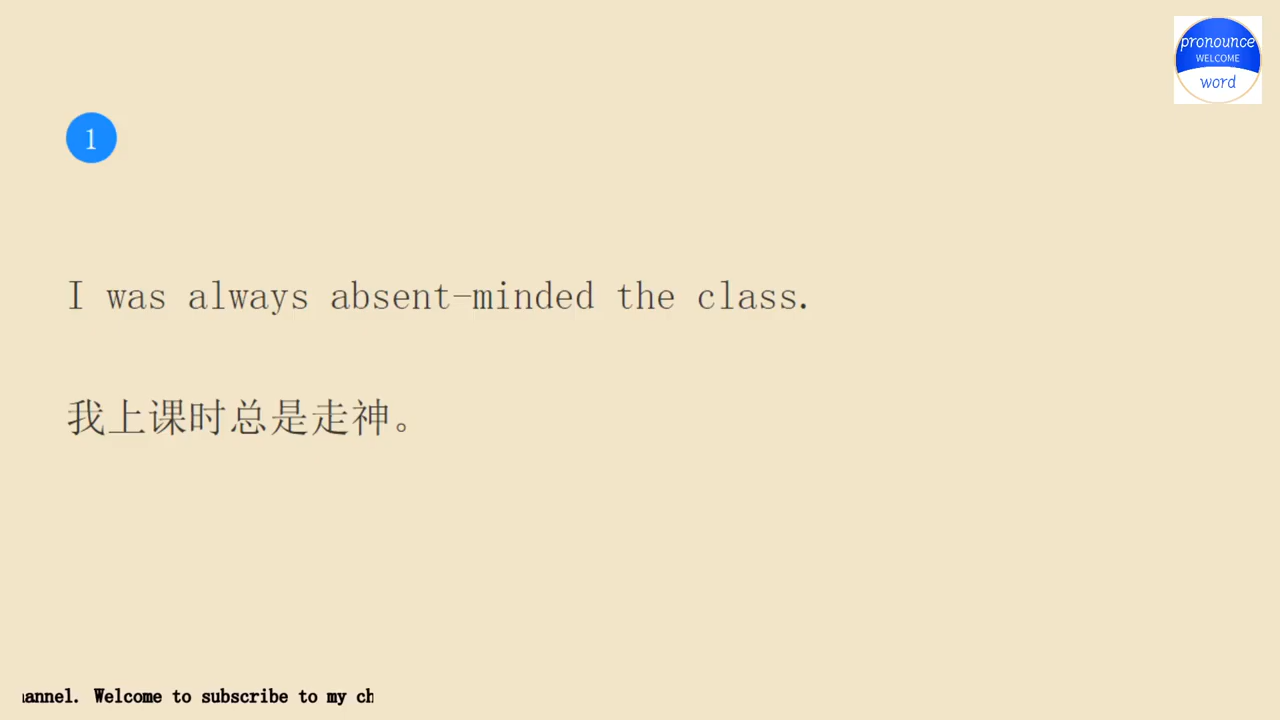 pronounce
WELCOME
word
1
I was always absent-minded the class.
我上课时总是走神。
annel. Welcome to subscribe to my ch